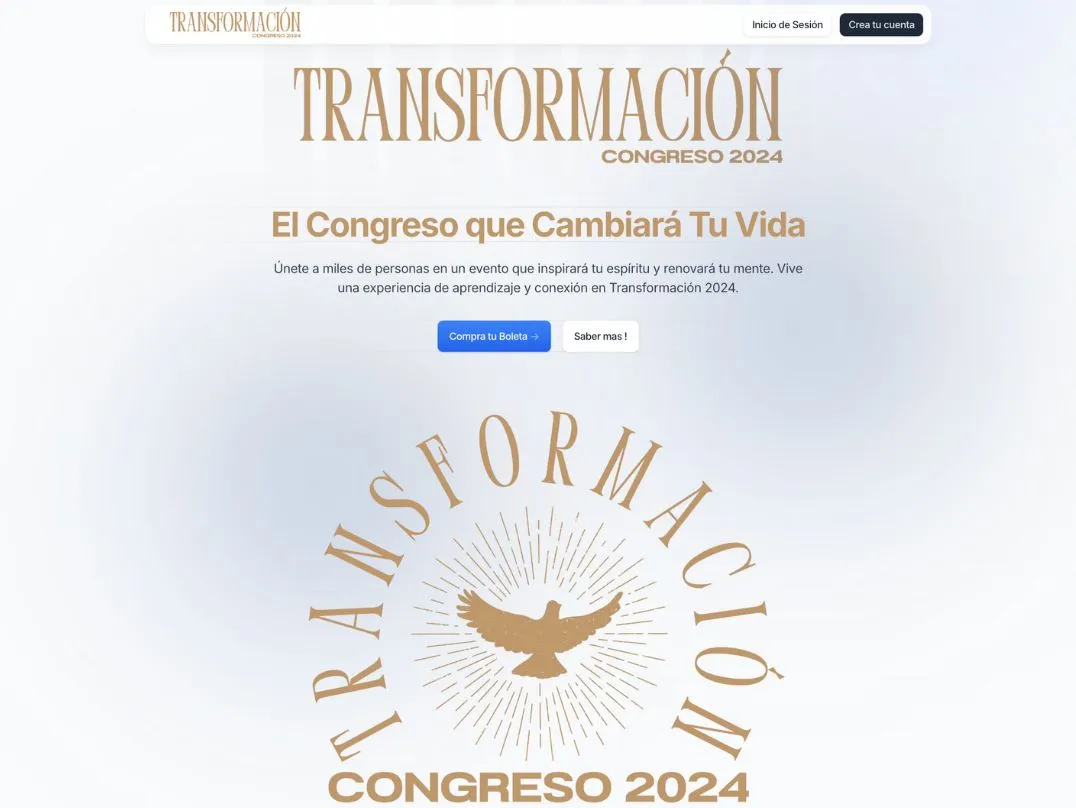 TRANSFORMACIÓN
CONGRESO 2024
Inicio de Sesión
Crea tu cuenta
TRANSFORMACIÓN
CONGRESO 2024
El Congreso que Cambiará Tu Vida
Únete a miles de personas en un evento que inspirará tu espíritu y renovará tu mente. Vive
una experiencia de aprendizaje y conexión en Transformación 2024.
Compra tu Boleta →
Saber mas !
TRANSFORMACIÓN
CONGRESO 2024